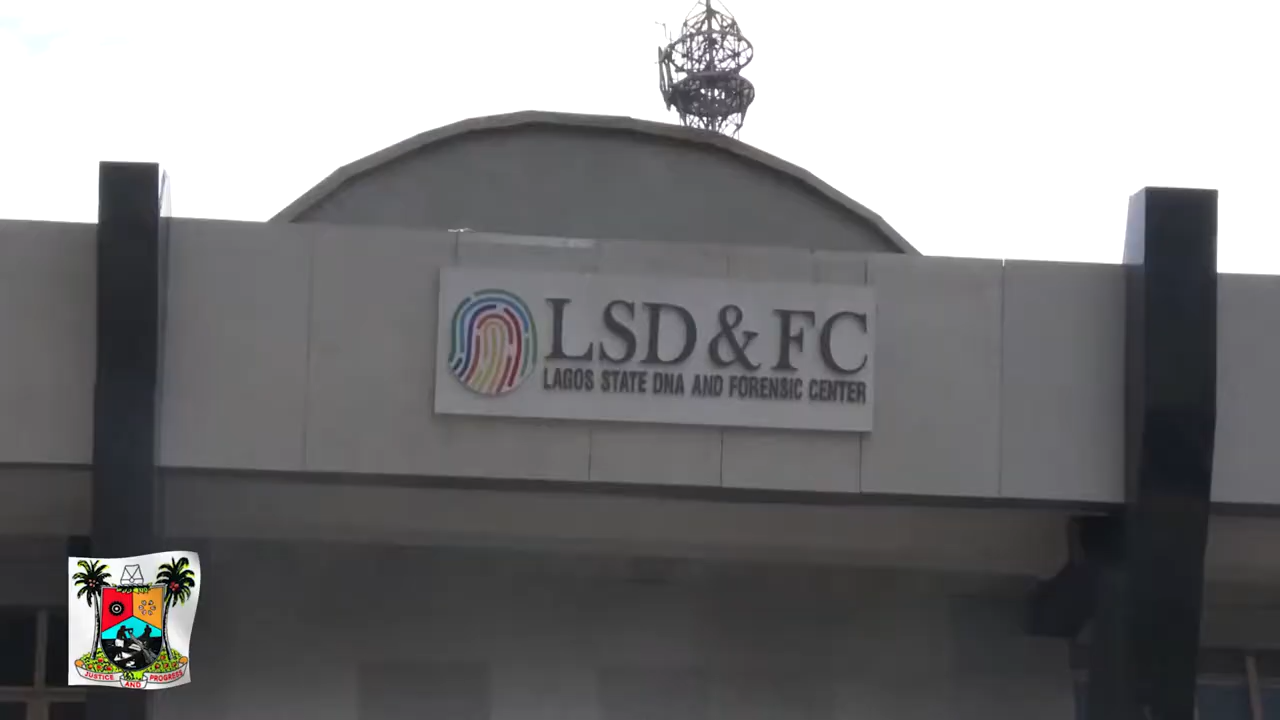 LSD & FC
LAGOS STATE DNA AND FORENSIC CENTER
JUSTICE
AND
PROGRESS